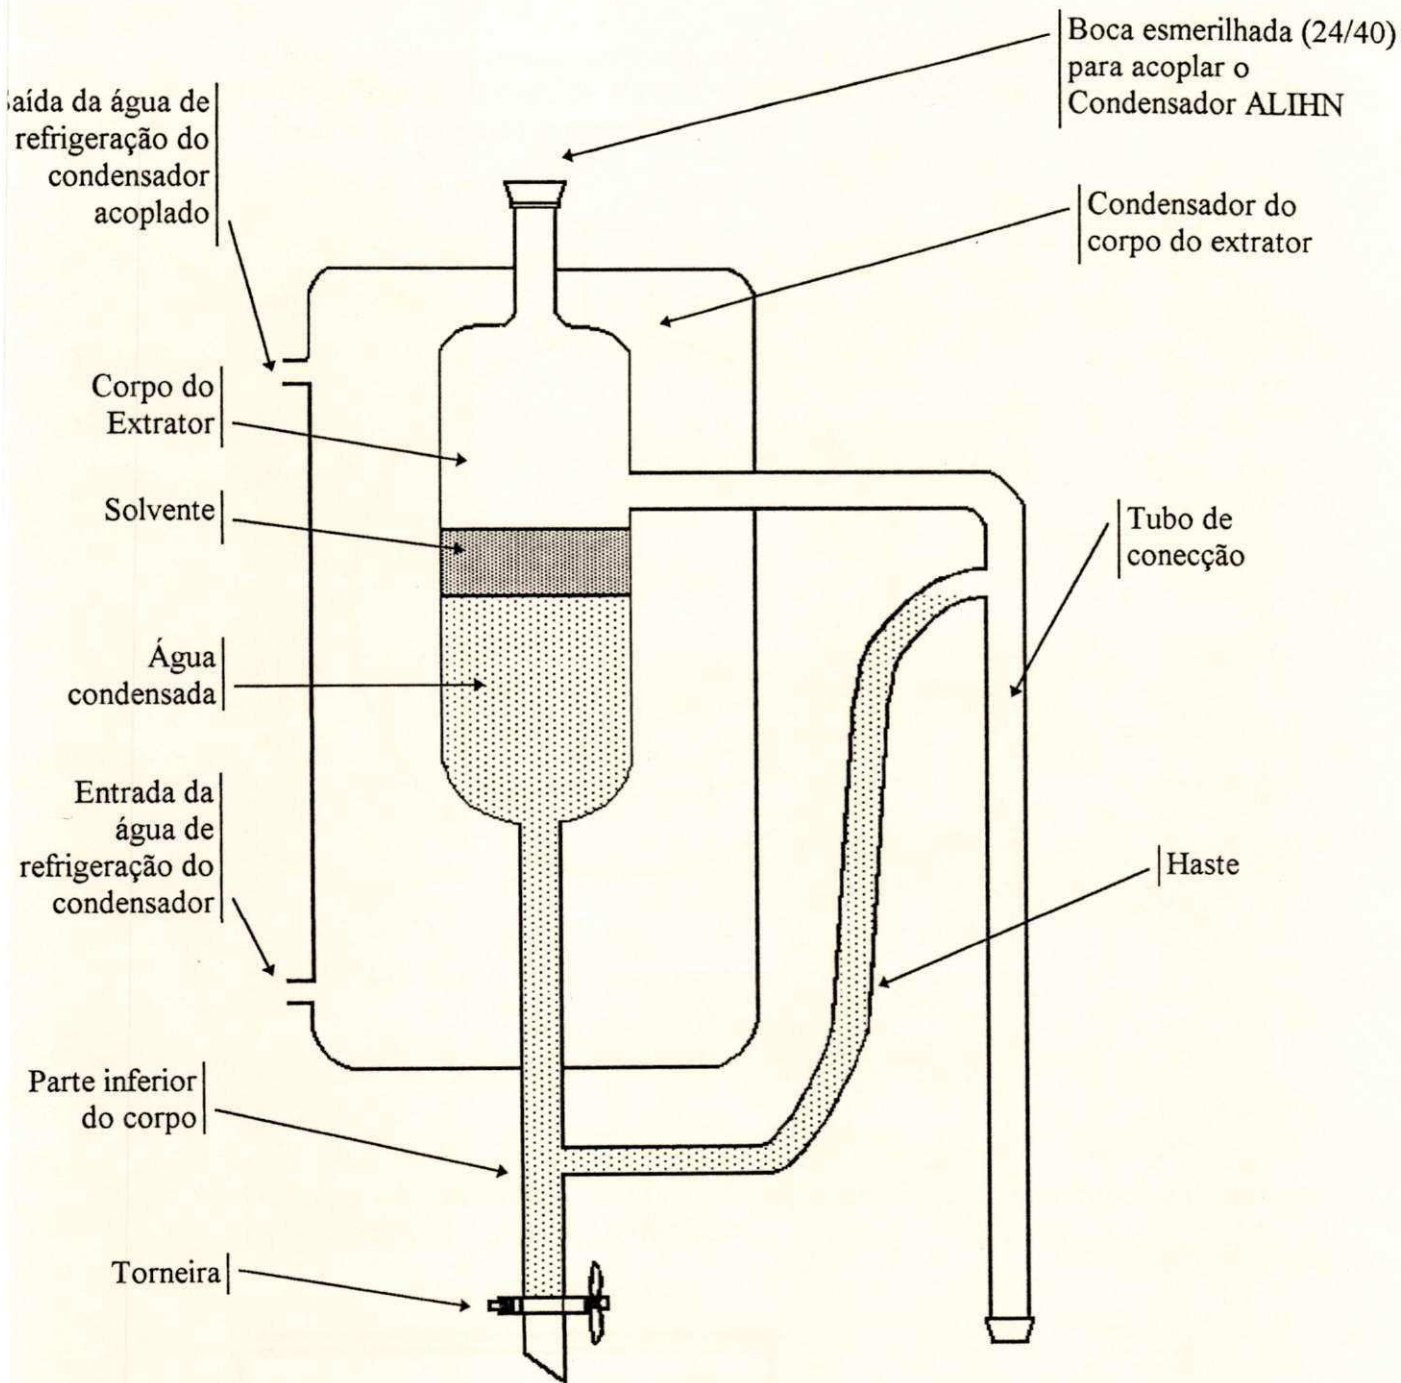 Boca esmerilhada (24/40)
para acoplar o
Condensador ALIHN
aída da água de
refrigeração do
condensador
acoplado
Condensador do
corpo do extrator
Corpo do
Extrator
Solvente
Tubo de
conecção
Água
condensada
Entrada da
água de
refrigeração do
condensador
Haste
Parte inferior
do corpo
Torneira